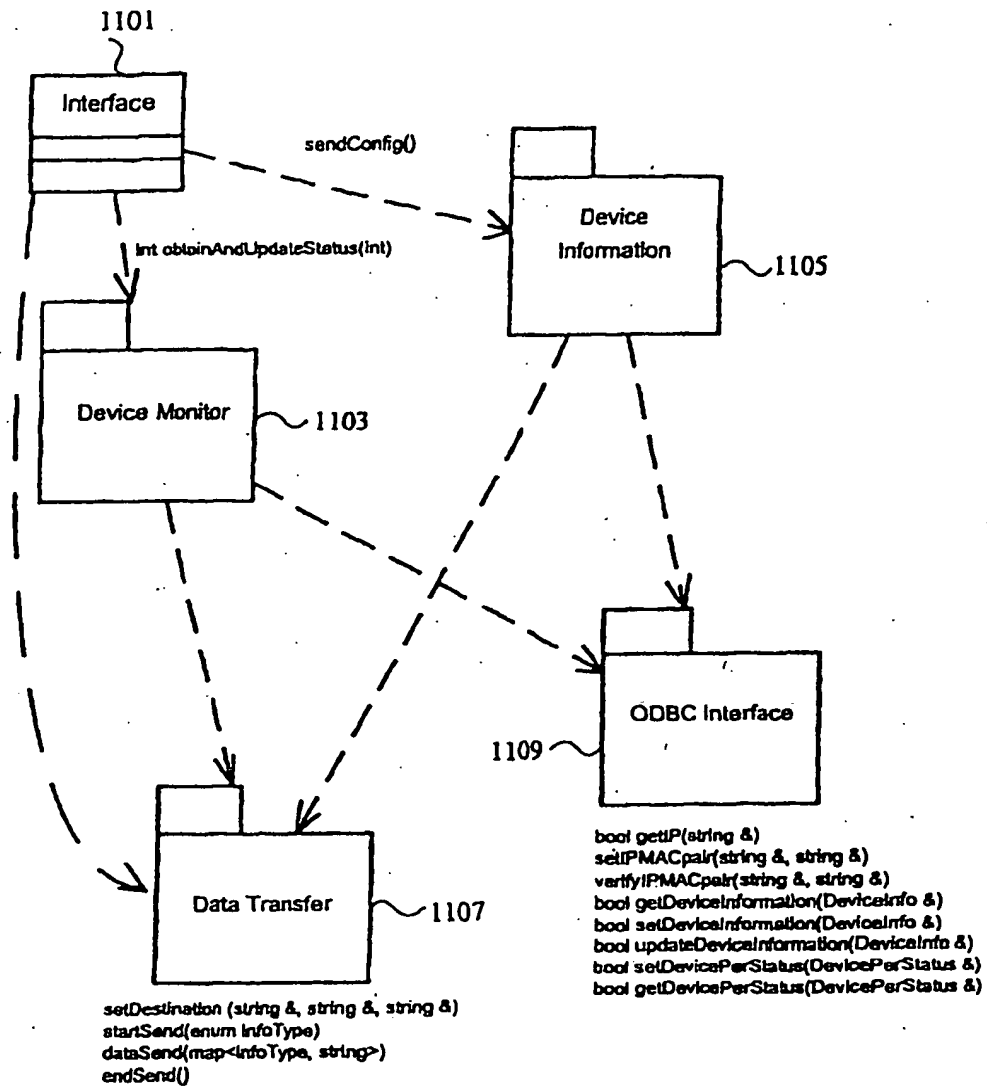 1101
Interface
sendConfig()
Device
Information
1105
int obtainAndUpdateStatus(int)
Device Monitor
1103
ODBC Interface
1109
bool getIP(string &)
setIPMACpair(string &, string &)
verifyIPMACpair(string &, string &)
bool getDeviceInformation(DeviceInfo &)
bool setDeviceInformation(DeviceInfo &)
bool updateDeviceInformation(DeviceInfo &)
bool setDevicePerStatus(DevicePerStatus &)
bool getDevicePerStatus(DevicePerStatus &)
Data Transfer
1107
setDestination (string &, string &, string &)
startSend(enum InfoType)
dataSend(map<InfoType, string>)
endSend()